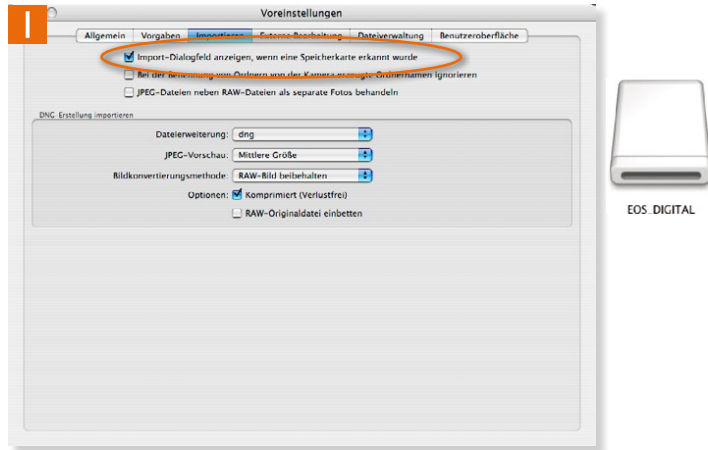 I
Voreinstellungen
Allgemein Vorgaben Importieren Externe Bearbeitung Dateiverwaltung Benutzeroberfläche
Import-Dialogfeld anzeigen, wenn eine Speicherkarte erkannt wurde
Bei der Benennung von Ordnern von der Kamera erzeugte Ordnernamen ignorieren
JPEG-Dateien neben RAW-Dateien als separate Fotos behandeln
DNG-Erstellung importieren
Dateierweiterung: dng
JPEG-Vorschau: Mittlere Größe
Bildkonvertierungsmethode: RAW-Bild beibehalten
Optionen: Komprimiert (Verlustfrei)
RAW-Originaldatei einbetten
EOS_DIGITAL